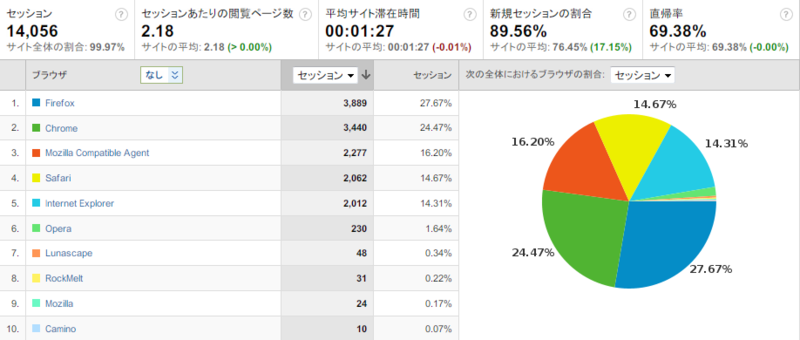 セッション ?
14,056
サイト全体の割合: 99.97%
セッションあたりの閲覧ページ数 ?
2.18
サイトの平均: 2.18 (> 0.00%)
平均サイト滞在時間 ?
00:01:27
サイトの平均: 00:01:27 (-0.01%)
新規セッションの割合 ?
89.56%
サイトの平均: 76.45% (17.15%)
直帰率 ?
69.38%
サイトの平均: 69.38% (-0.00%)
ブラウザ なし セッション セッション 次の全体におけるブラウザの割合: セッション
1. Firefox 3,889 27.67%
2. Chrome 3,440 24.47%
3. Mozilla Compatible Agent 2,277 16.20%
4. Safari 2,062 14.67%
5. Internet Explorer 2,012 14.31%
6. Opera 230 1.64%
7. Lunascape 48 0.34%
8. RockMelt 31 0.22%
9. Mozilla 24 0.17%
10. Camino 10 0.07%
14.67%
16.20%
14.31%
24.47%
27.67%